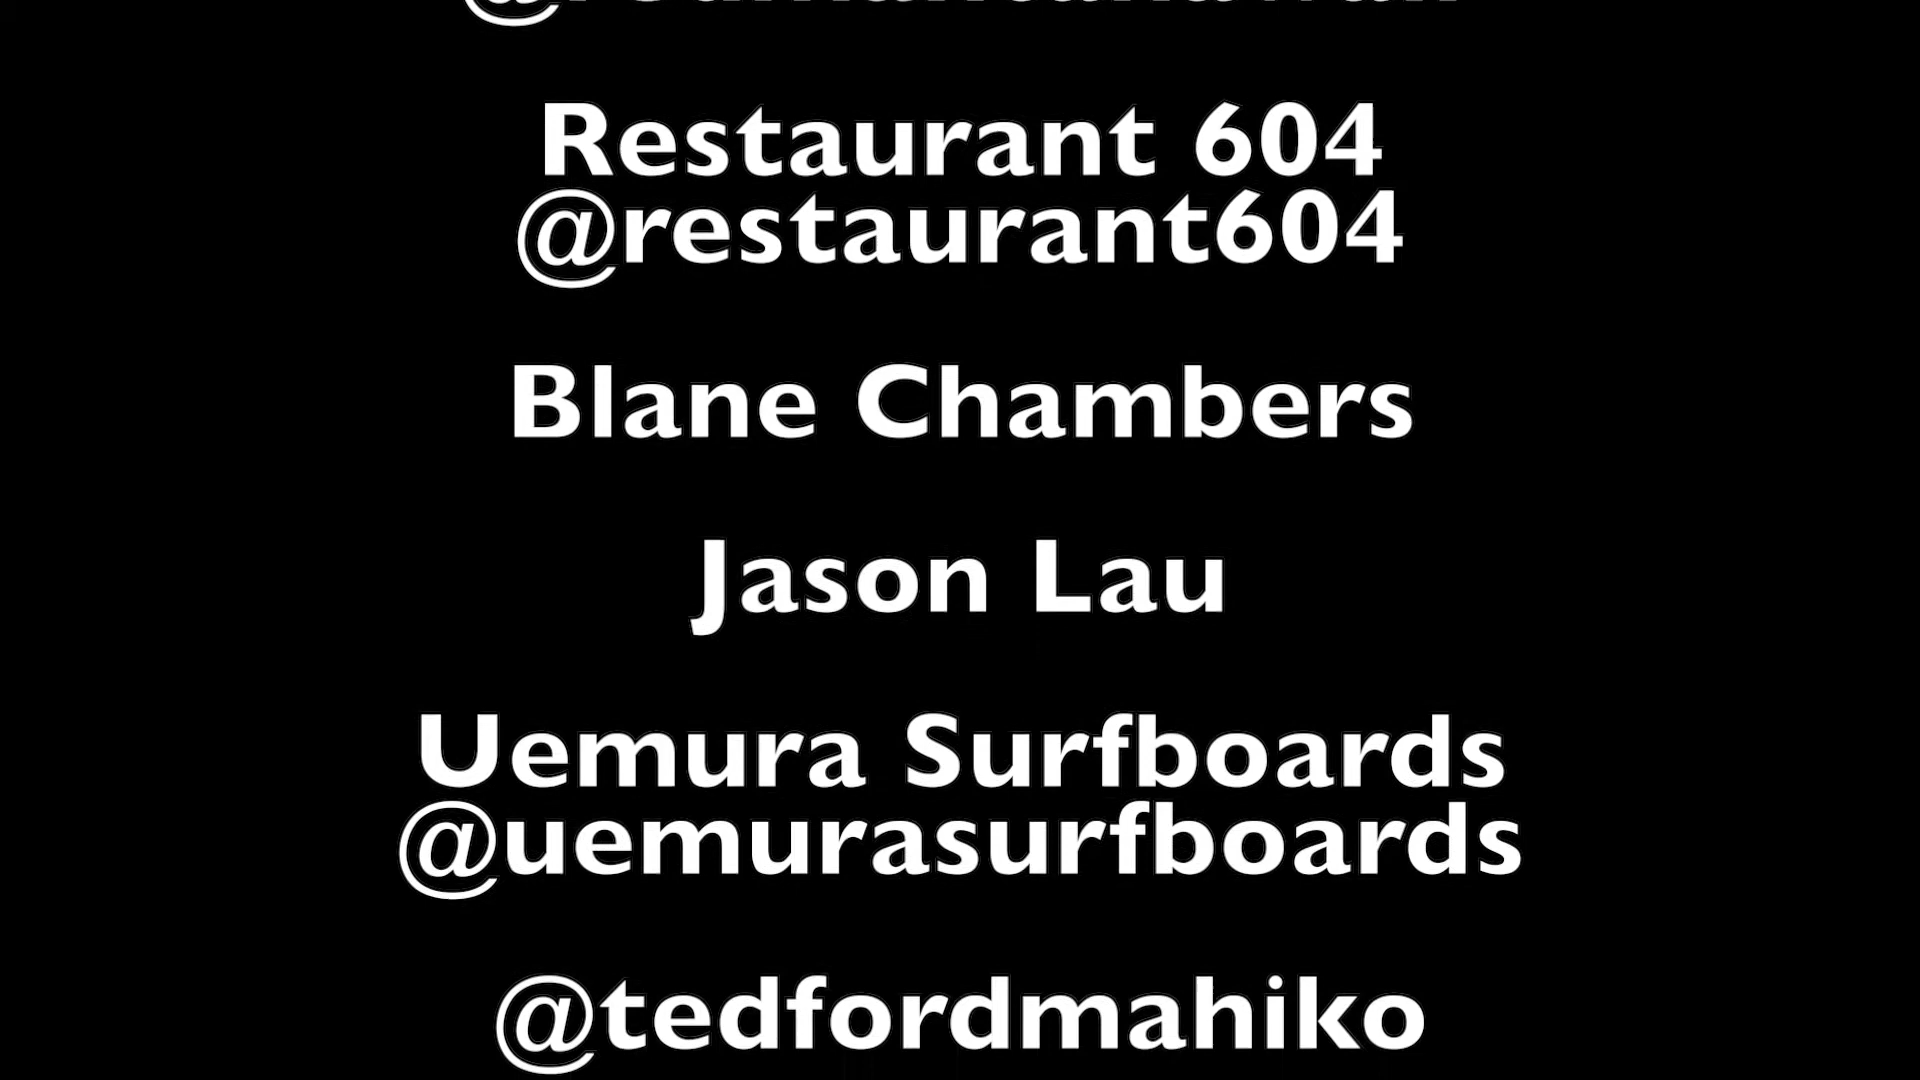 Restaurant 604
@restaurant604
Blane Chambers
Jason Lau
Uemura Surfboards
@uemurasurfboards
@tedfordmahiko